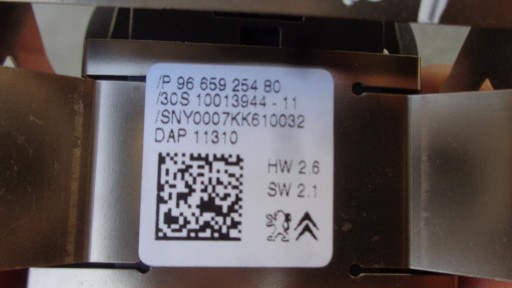 /P 96 659 254 80
/30S 10013944 - 11
/SNY0007KK610032
DAP 11310
HW 2.6
SW 2.1